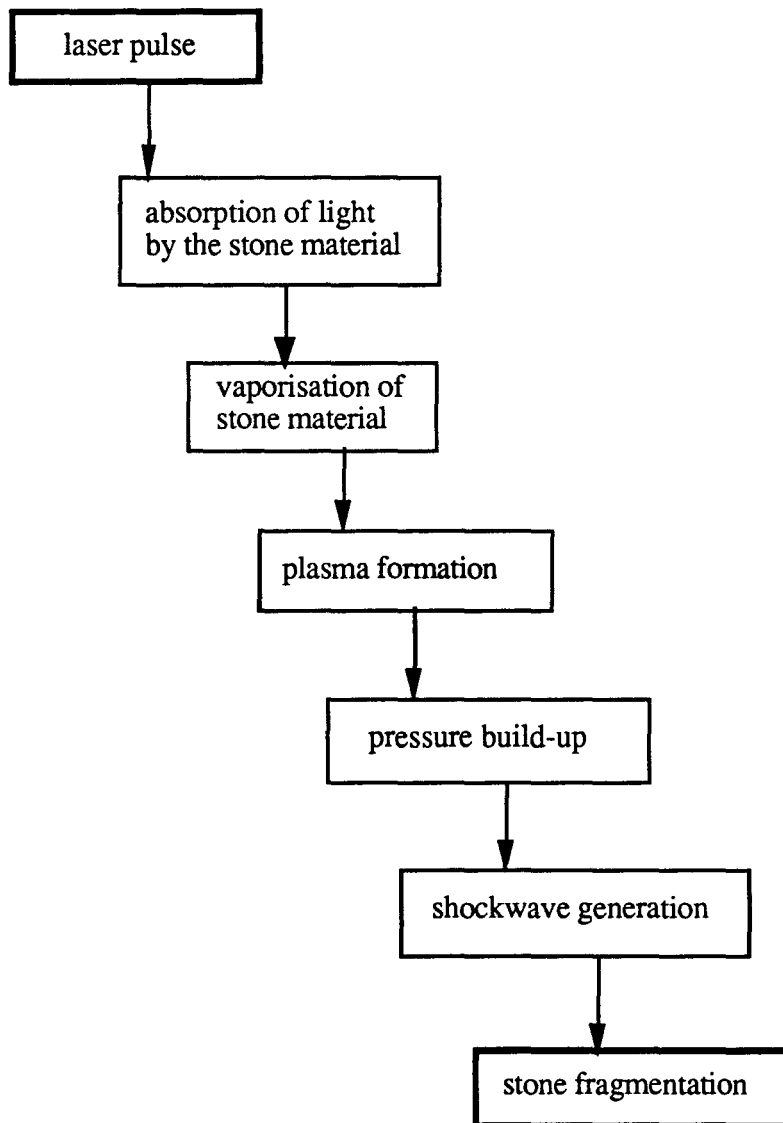 laser pulse
absorption of light
by the stone material
vaporisation of
stone material
plasma formation
pressure build-up
shockwave generation
stone fragmentation